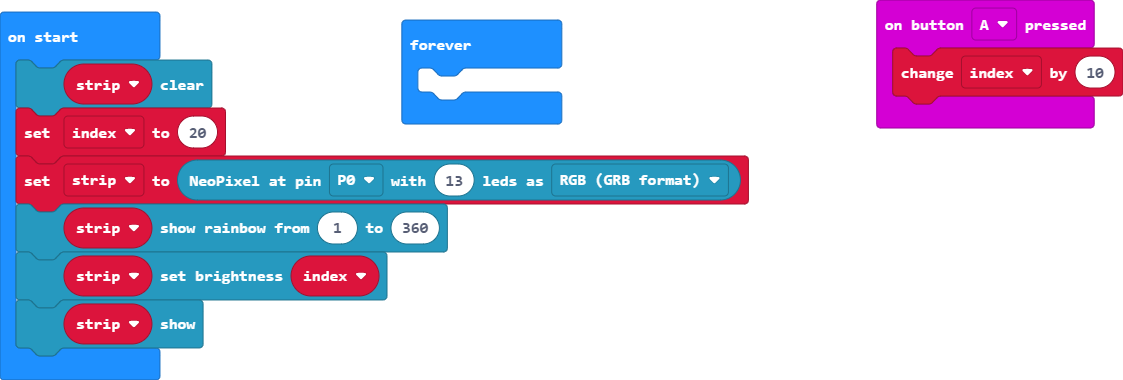 on start
strip clear
set index to 20
set strip to NeoPixel at pin P0 with 13 leds as RGB (GRB format)
strip show rainbow from 1 to 360
strip set brightness index
strip show
forever
on button A pressed
change index by 10